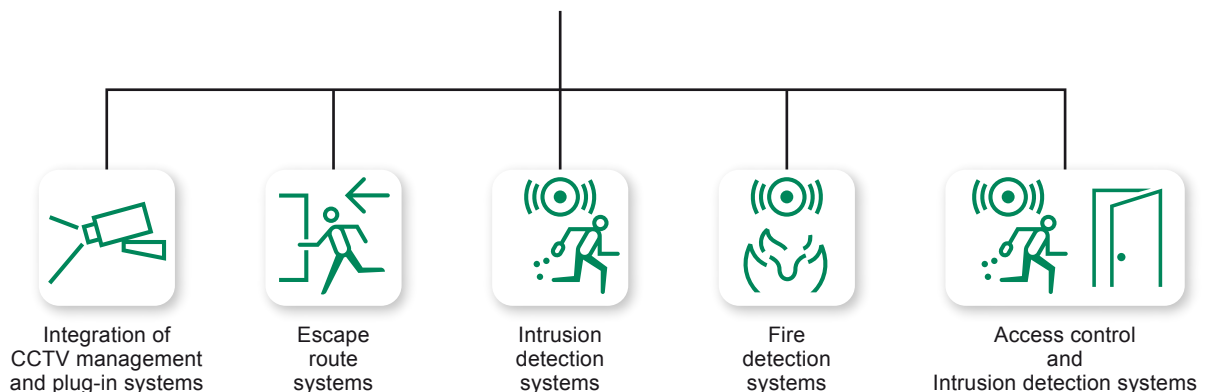 Integration of
CCTV management
and plug-in systems
Escape
route
systems
Intrusion
detection
systems
Fire
detection
systems
Access control
and
Intrusion detection systems